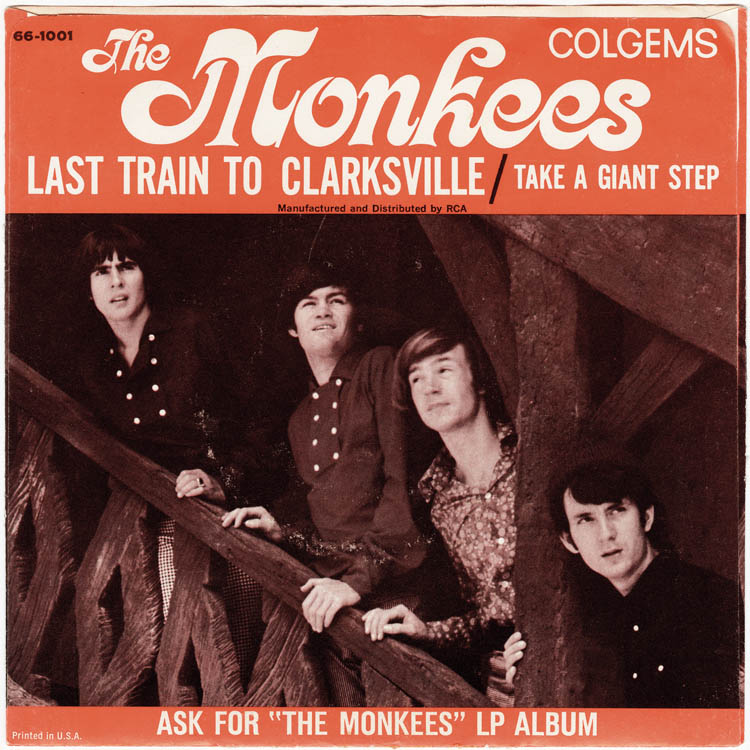 66-1001
COLGEMS
The Monkees
LAST TRAIN TO CLARKSVILLE / TAKE A GIANT STEP
Manufactured and Distributed by RCA
ASK FOR "THE MONKEES" LP ALBUM
Printed in U.S.A.